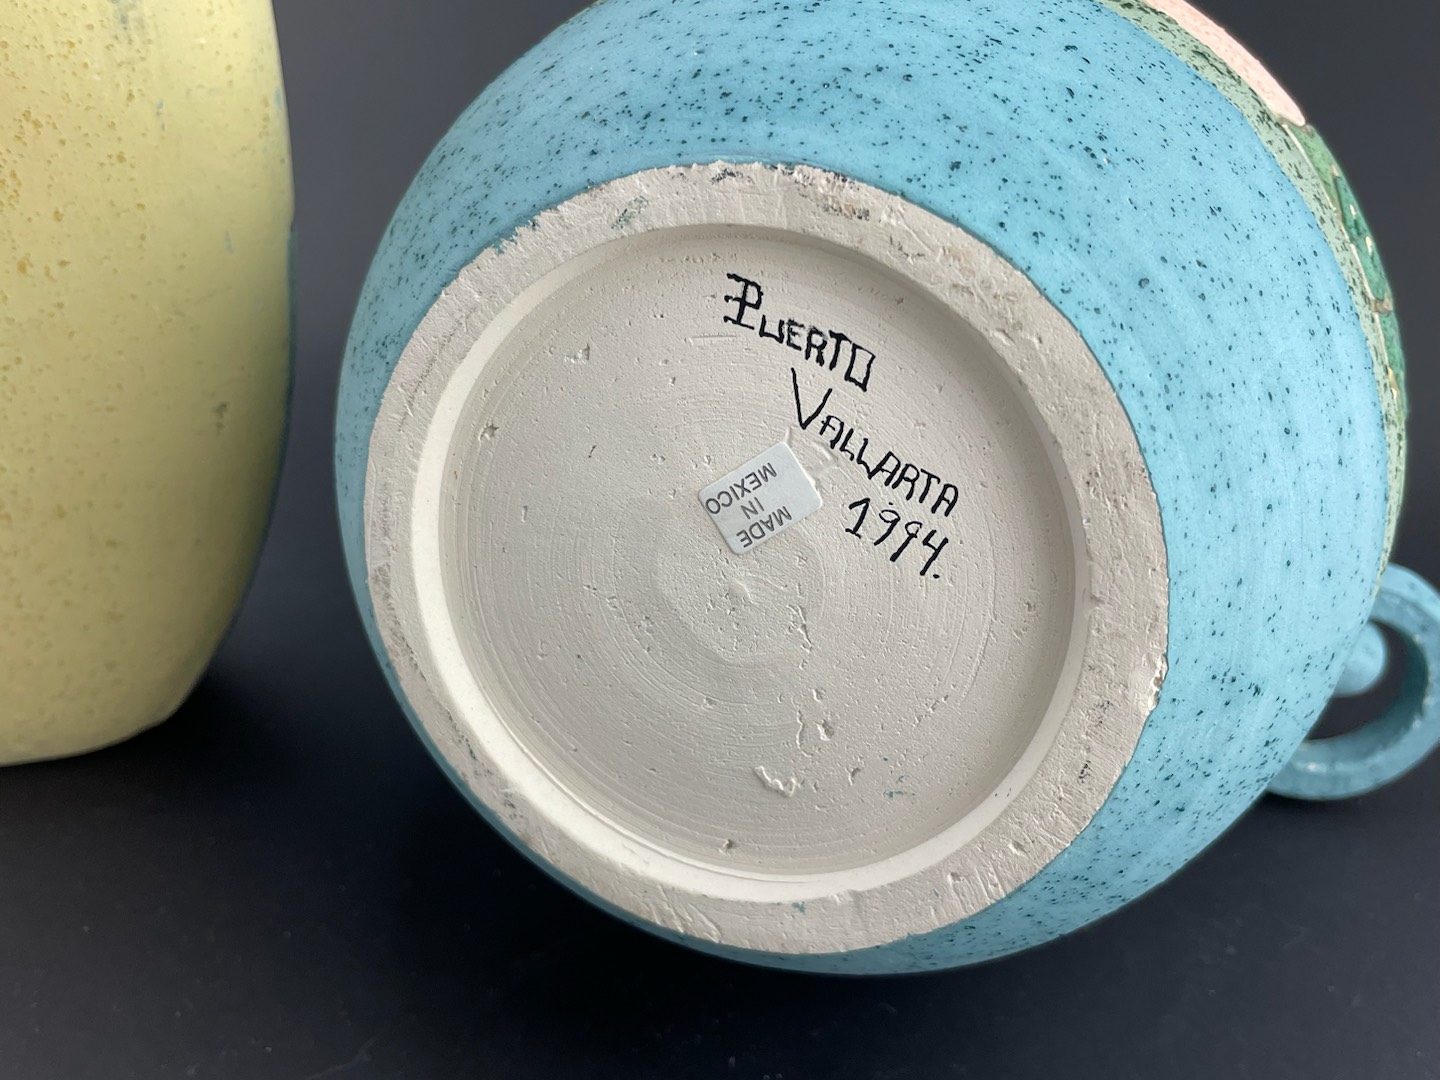 PUERTO
VALLARTA
1994.
MADE
IN
MEXICO